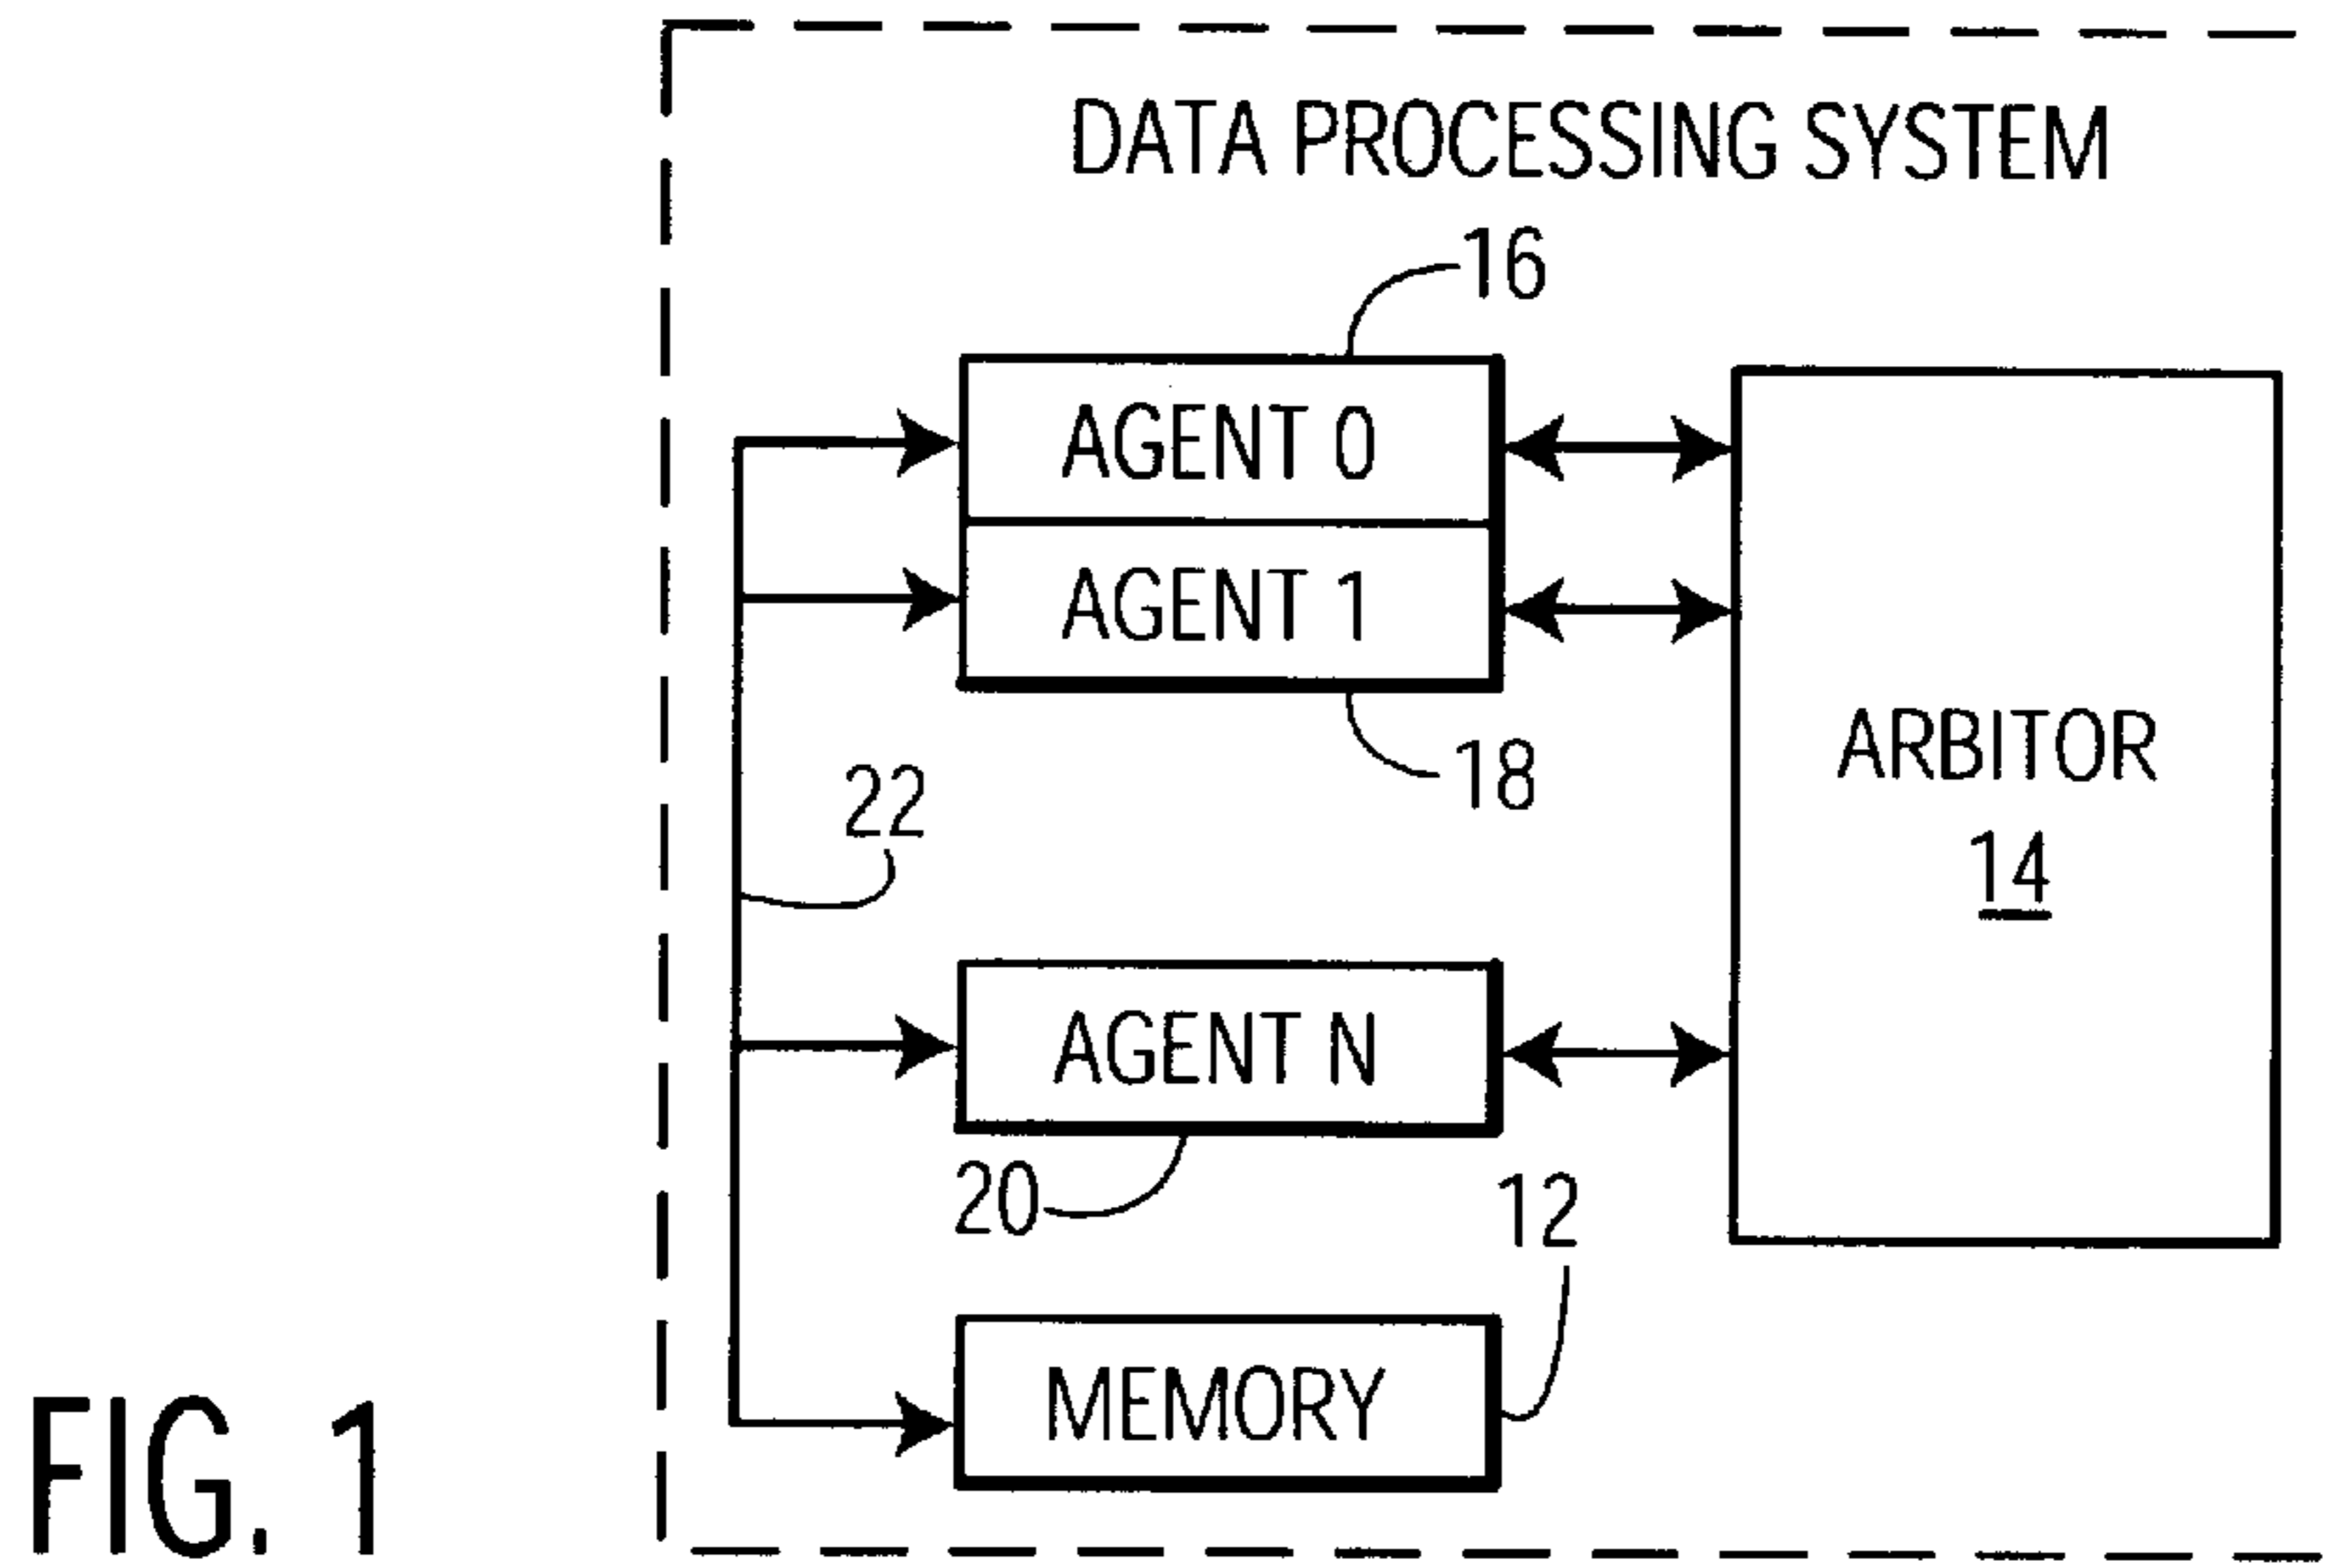 DATA PROCESSING SYSTEM
16
AGENT 0
AGENT 1
18
22
ARBITOR
14
AGENT N
20
12
MEMORY
FIG. 1